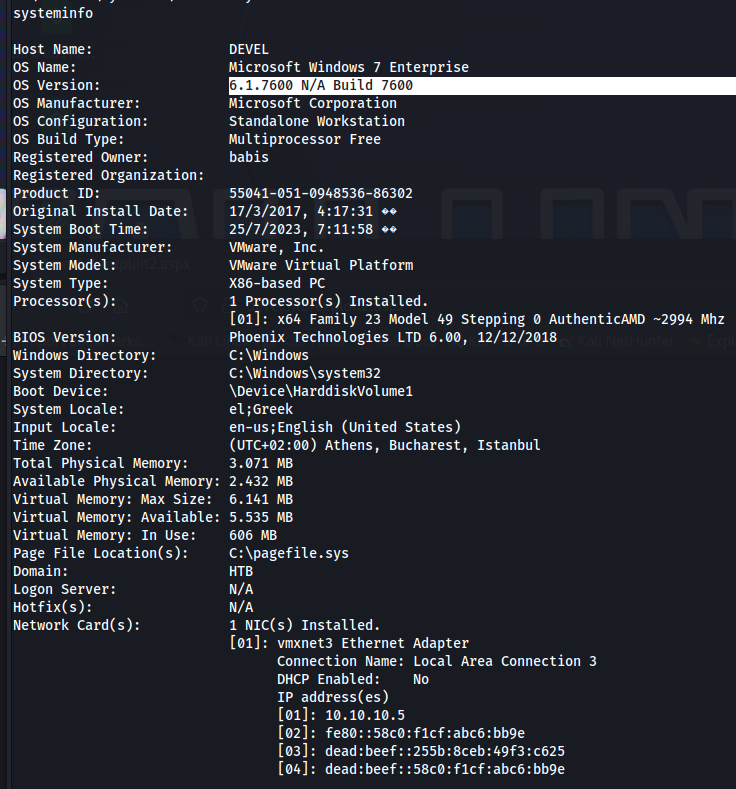 systeminfo
Host Name: DEVEL
OS Name: Microsoft Windows 7 Enterprise
OS Version: 6.1.7600 N/A Build 7600
OS Manufacturer: Microsoft Corporation
OS Configuration: Standalone Workstation
OS Build Type: Multiprocessor Free
Registered Owner: babis
Registered Organization:
Product ID: 55041-051-0948536-86302
Original Install Date: 17/3/2017, 4:17:31 ��
System Boot Time: 25/7/2023, 7:11:58 ��
System Manufacturer: VMware, Inc.
System Model: VMware Virtual Platform
System Type: X86-based PC
Processor(s): 1 Processor(s) Installed.
[01]: x64 Family 23 Model 49 Stepping 0 AuthenticAMD ~2994 Mhz
BIOS Version: Phoenix Technologies LTD 6.00, 12/12/2018
Windows Directory: C:\Windows
System Directory: C:\Windows\system32
Boot Device: \Device\HarddiskVolume1
System Locale: el;Greek
Input Locale: en-us;English (United States)
Time Zone: (UTC+02:00) Athens, Bucharest, Istanbul
Total Physical Memory: 3.071 MB
Available Physical Memory: 2.432 MB
Virtual Memory: Max Size: 6.141 MB
Virtual Memory: Available: 5.535 MB
Virtual Memory: In Use: 606 MB
Page File Location(s): C:\pagefile.sys
Domain: HTB
Logon Server: N/A
Hotfix(s): N/A
Network Card(s): 1 NIC(s) Installed.
[01]: vmxnet3 Ethernet Adapter
Connection Name: Local Area Connection 3
DHCP Enabled: No
IP address(es)
[01]: 10.10.10.5
[02]: fe80::58c0:f1cf:abc6:bb9e
[03]: dead:beef::255b:8ceb:49f3:c625
[04]: dead:beef::58c0:f1cf:abc6:bb9e